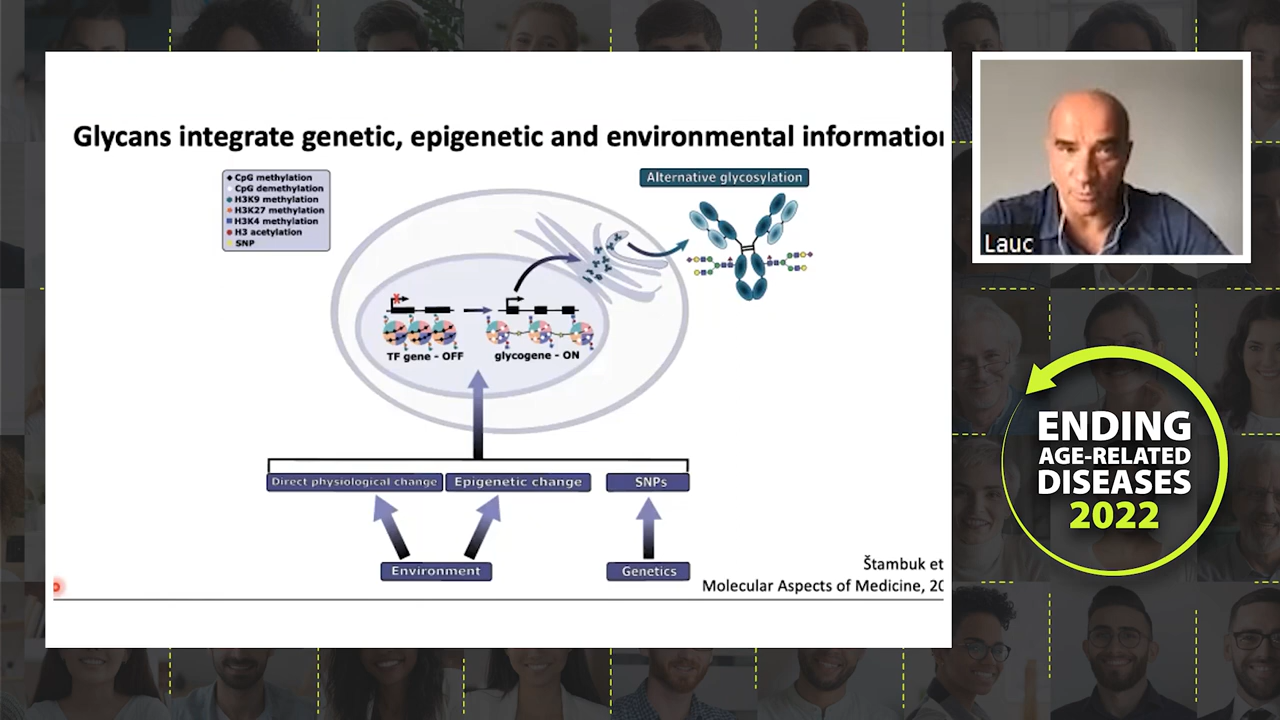 Glycans integrate genetic, epigenetic and environmental information
CpG methylation
CpG demethylation
H3K9 methylation
H3K27 methylation
H3K4 methylation
H3 acetylation
SNP
Alternative glycosylation
TF gene - OFF
glycogene - ON
Direct physiological change
Epigenetic change
SNPs
Environment
Genetics
Štambuk et
Molecular Aspects of Medicine, 20
Lauc
ENDING
AGE-RELATED
DISEASES
2022